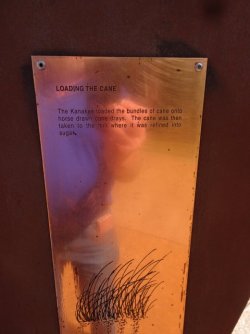 LOADING THE CANE
The Kanakas loaded the bundles of cane onto
horse drawn cane drays. The cane was then
taken to the mill where it was refined into
sugar.